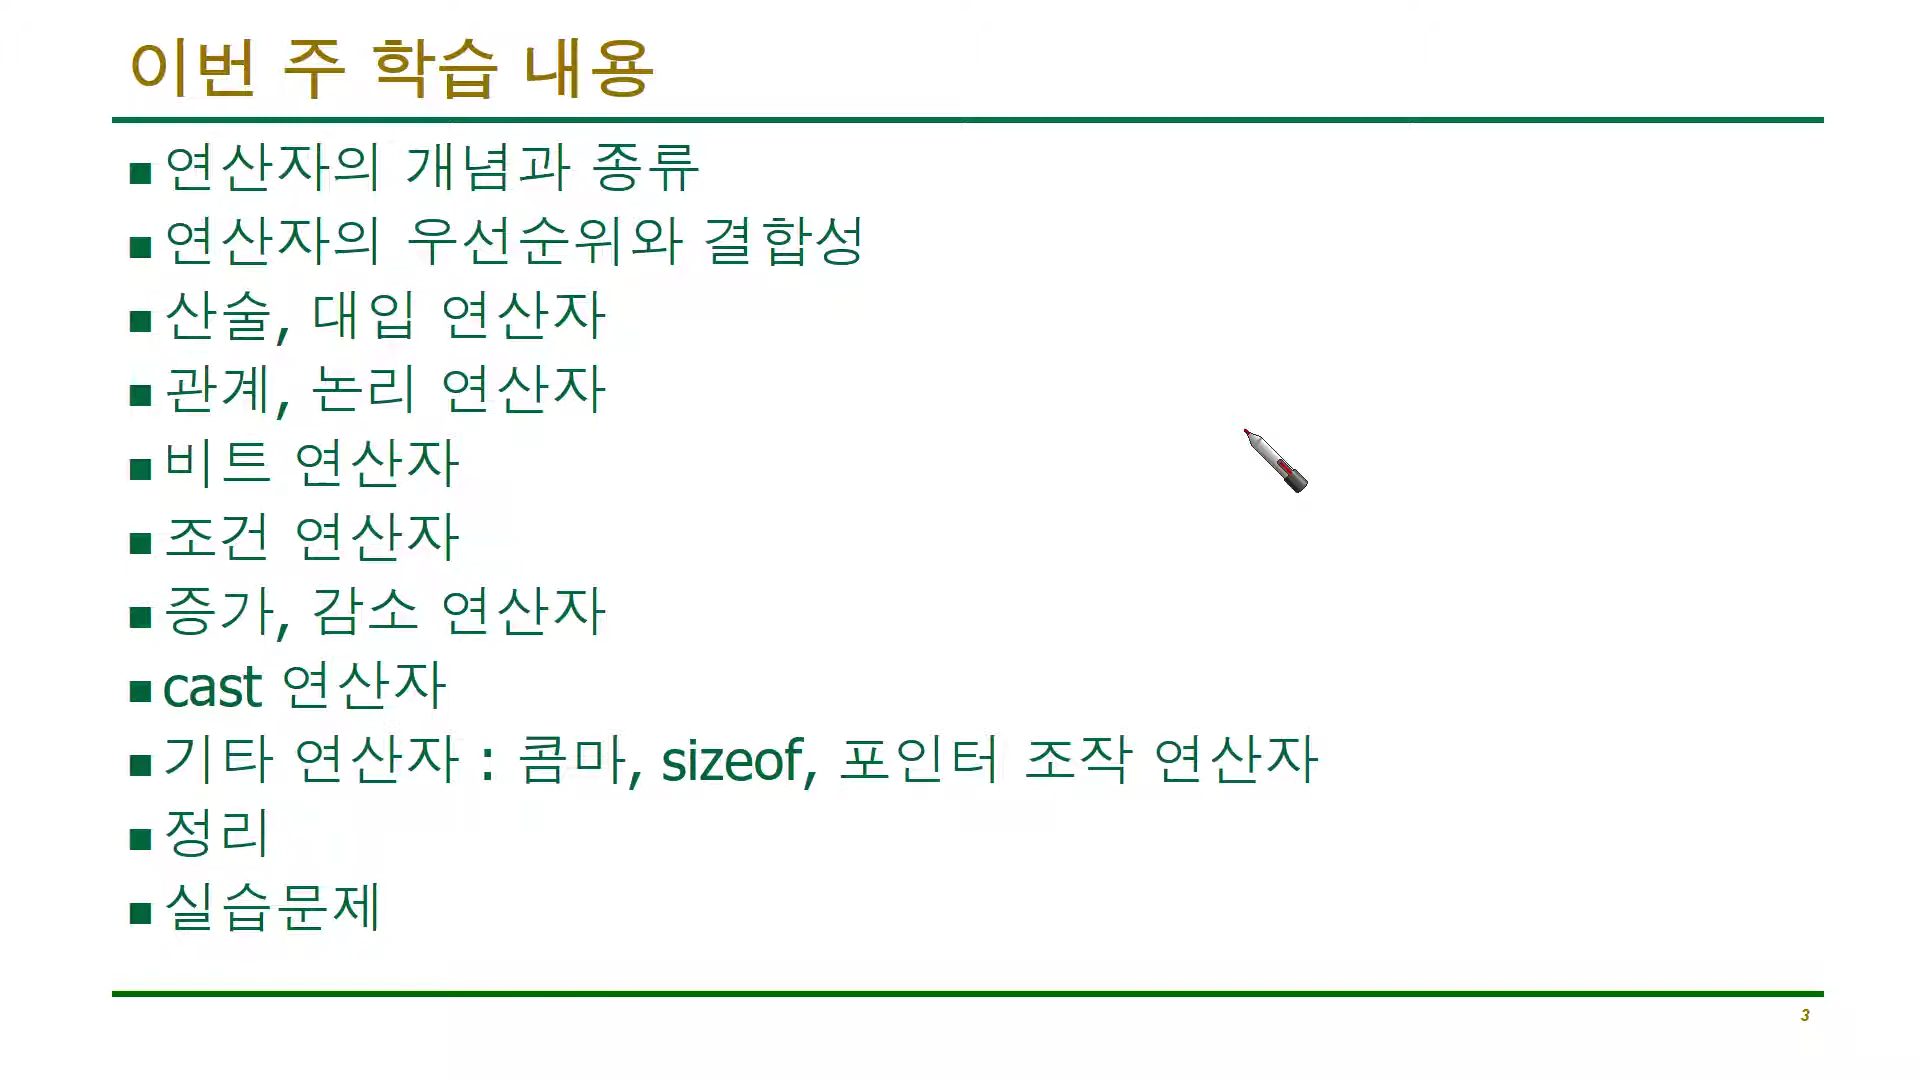 이번 주 학습 내용
연산자의 개념과 종류
연산자의 우선순위와 결합성
산술, 대입 연산자
관계, 논리 연산자
비트 연산자
조건 연산자
증가, 감소 연산자
cast 연산자
기타 연산자 : 콤마, sizeof, 포인터 조작 연산자
정리
실습문제
3